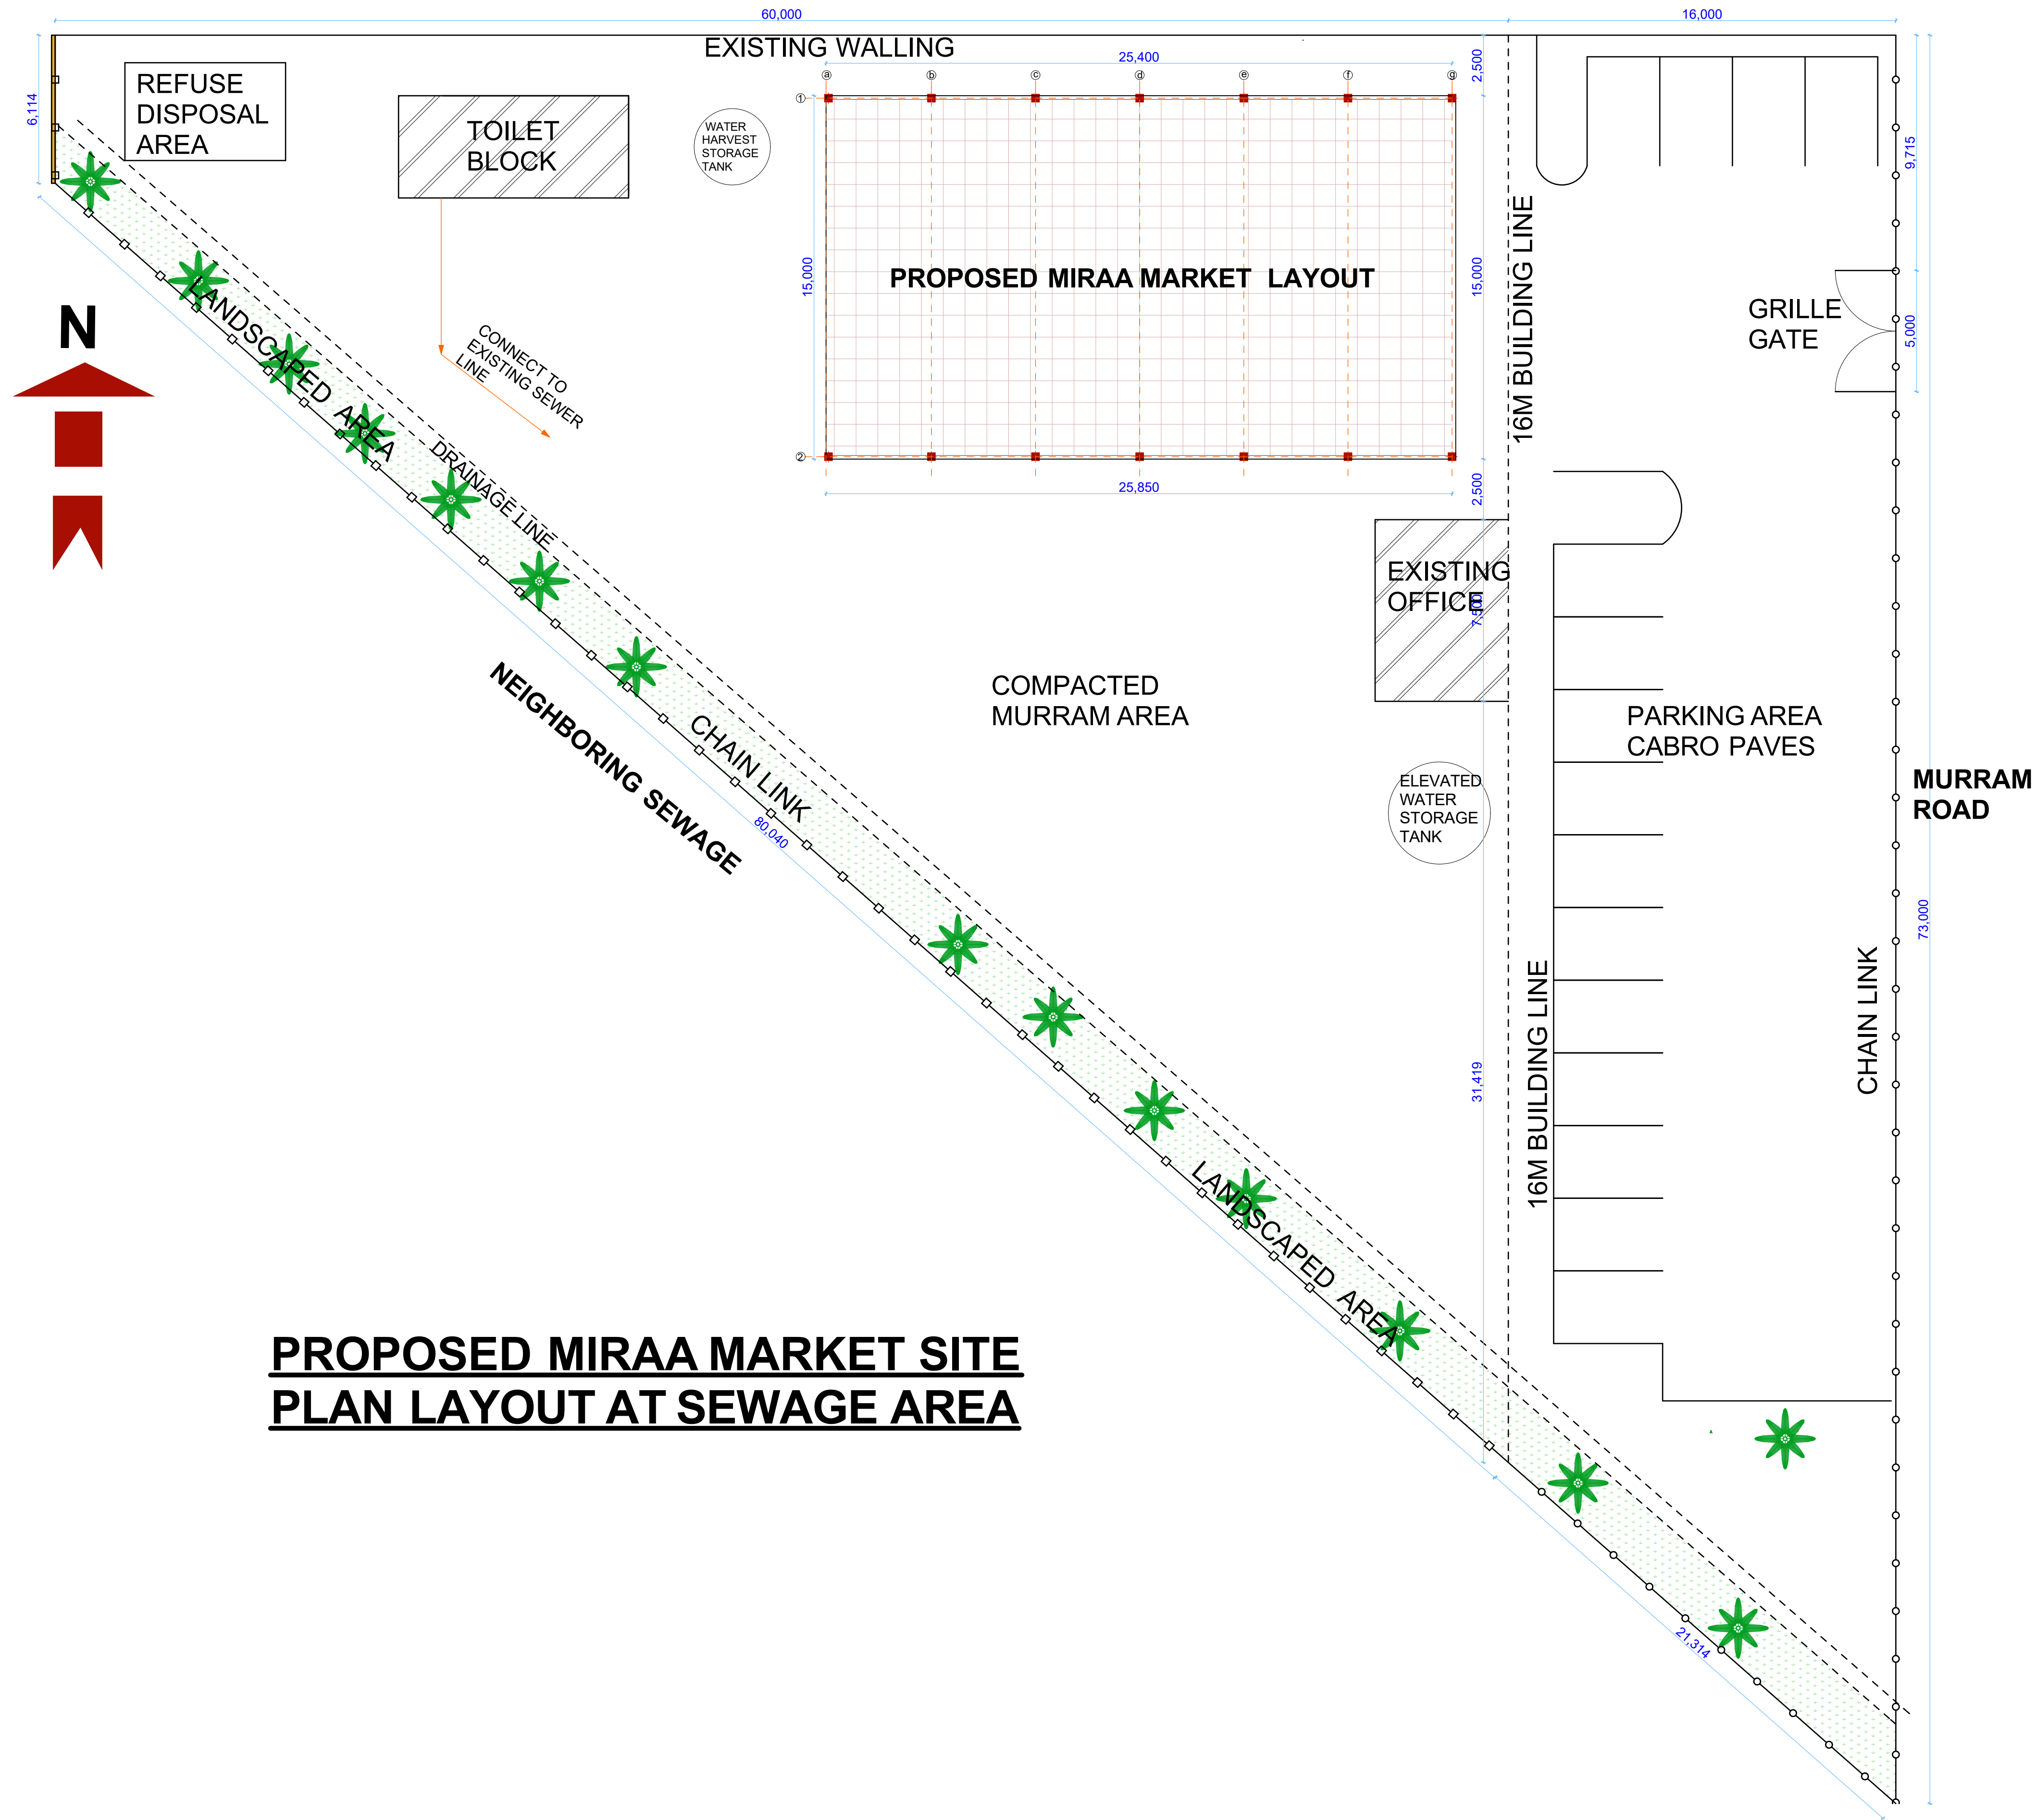 60,000
16,000
EXISTING WALLING
25,400
2,500
6,114
REFUSE
DISPOSAL
AREA
TOILET
BLOCK
WATER
HARVEST
STORAGE
TANK
a
b
c
d
e
f
g
1
2
9,715
15,000
PROPOSED MIRAA MARKET LAYOUT
15,000
16M BUILDING LINE
GRILLE
GATE
5,000
N
LANDSCAPED AREA
CONNECT TO
EXISTING SEWER
LINE
DRAINAGE LINE
25,850
2,500
EXISTING
OFFICE
7,500
COMPACTED
MURRAM AREA
PARKING AREA
CABRO PAVES
NEIGHBORING SEWAGE
CHAIN LINK
80,040
ELEVATED
WATER
STORAGE
TANK
MURRAM
ROAD
73,000
31,419
16M BUILDING LINE
CHAIN LINK
LANDSCAPED AREA
PROPOSED MIRAA MARKET SITE
PLAN LAYOUT AT SEWAGE AREA
21,314